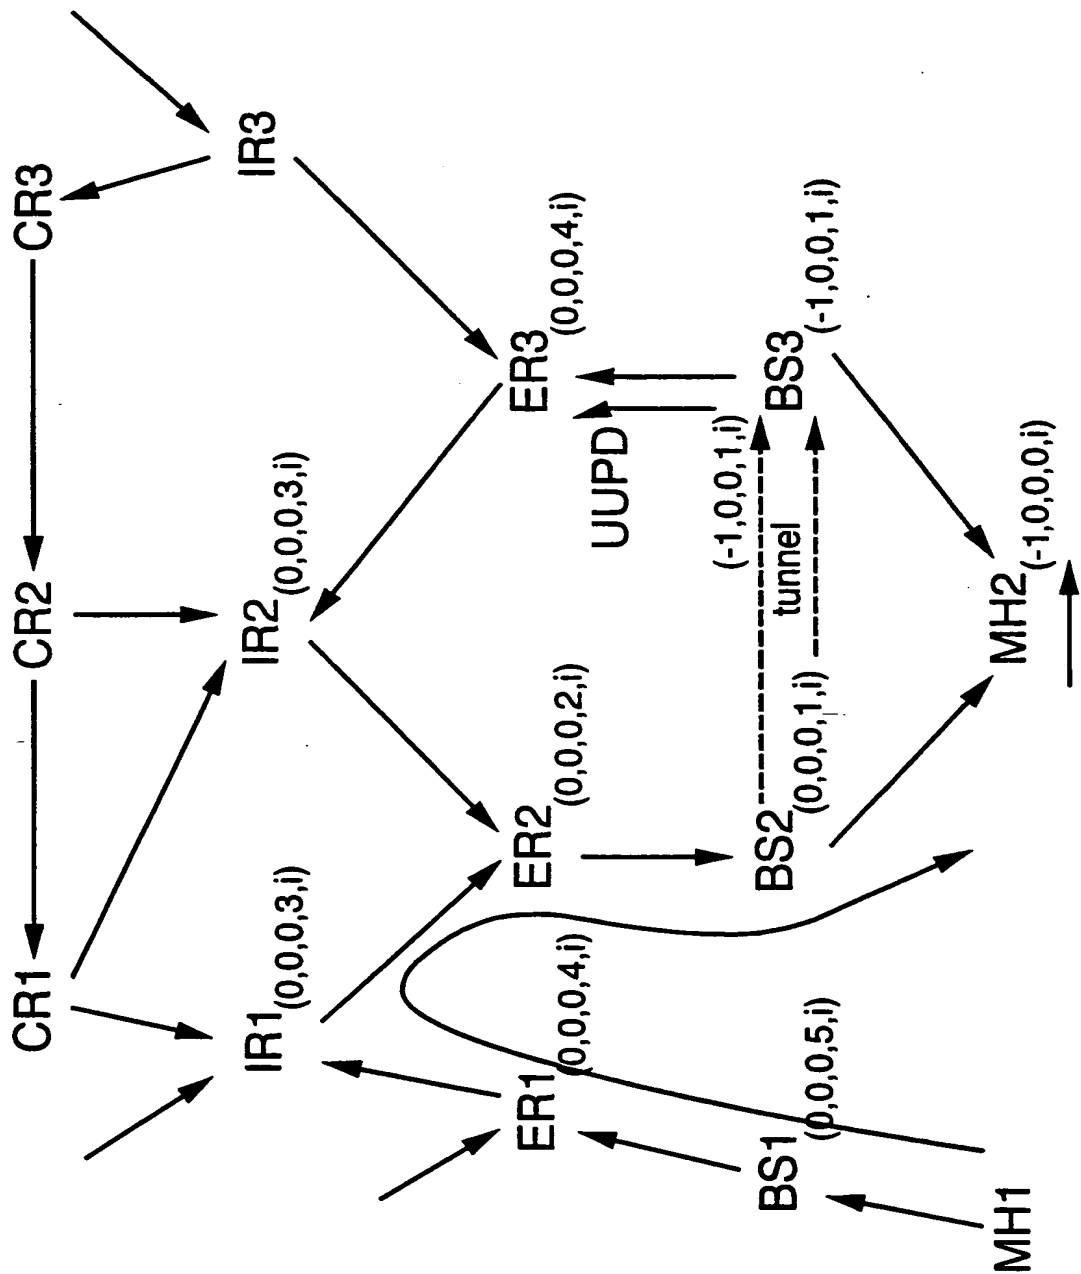 CR1
CR2
CR3
IR1 (0,0,0,3,i)
IR2 (0,0,0,3,i)
IR3
ER1 (0,0,0,4,i)
ER2 (0,0,0,2,i)
ER3 (0,0,0,4,i)
UUPD
(-1,0,0,1,i)
tunnel
BS1 (0,0,0,5,i)
BS2 (0,0,0,1,i)
BS3 (-1,0,0,1,i)
MH1
MH2 (-1,0,0,0,i)